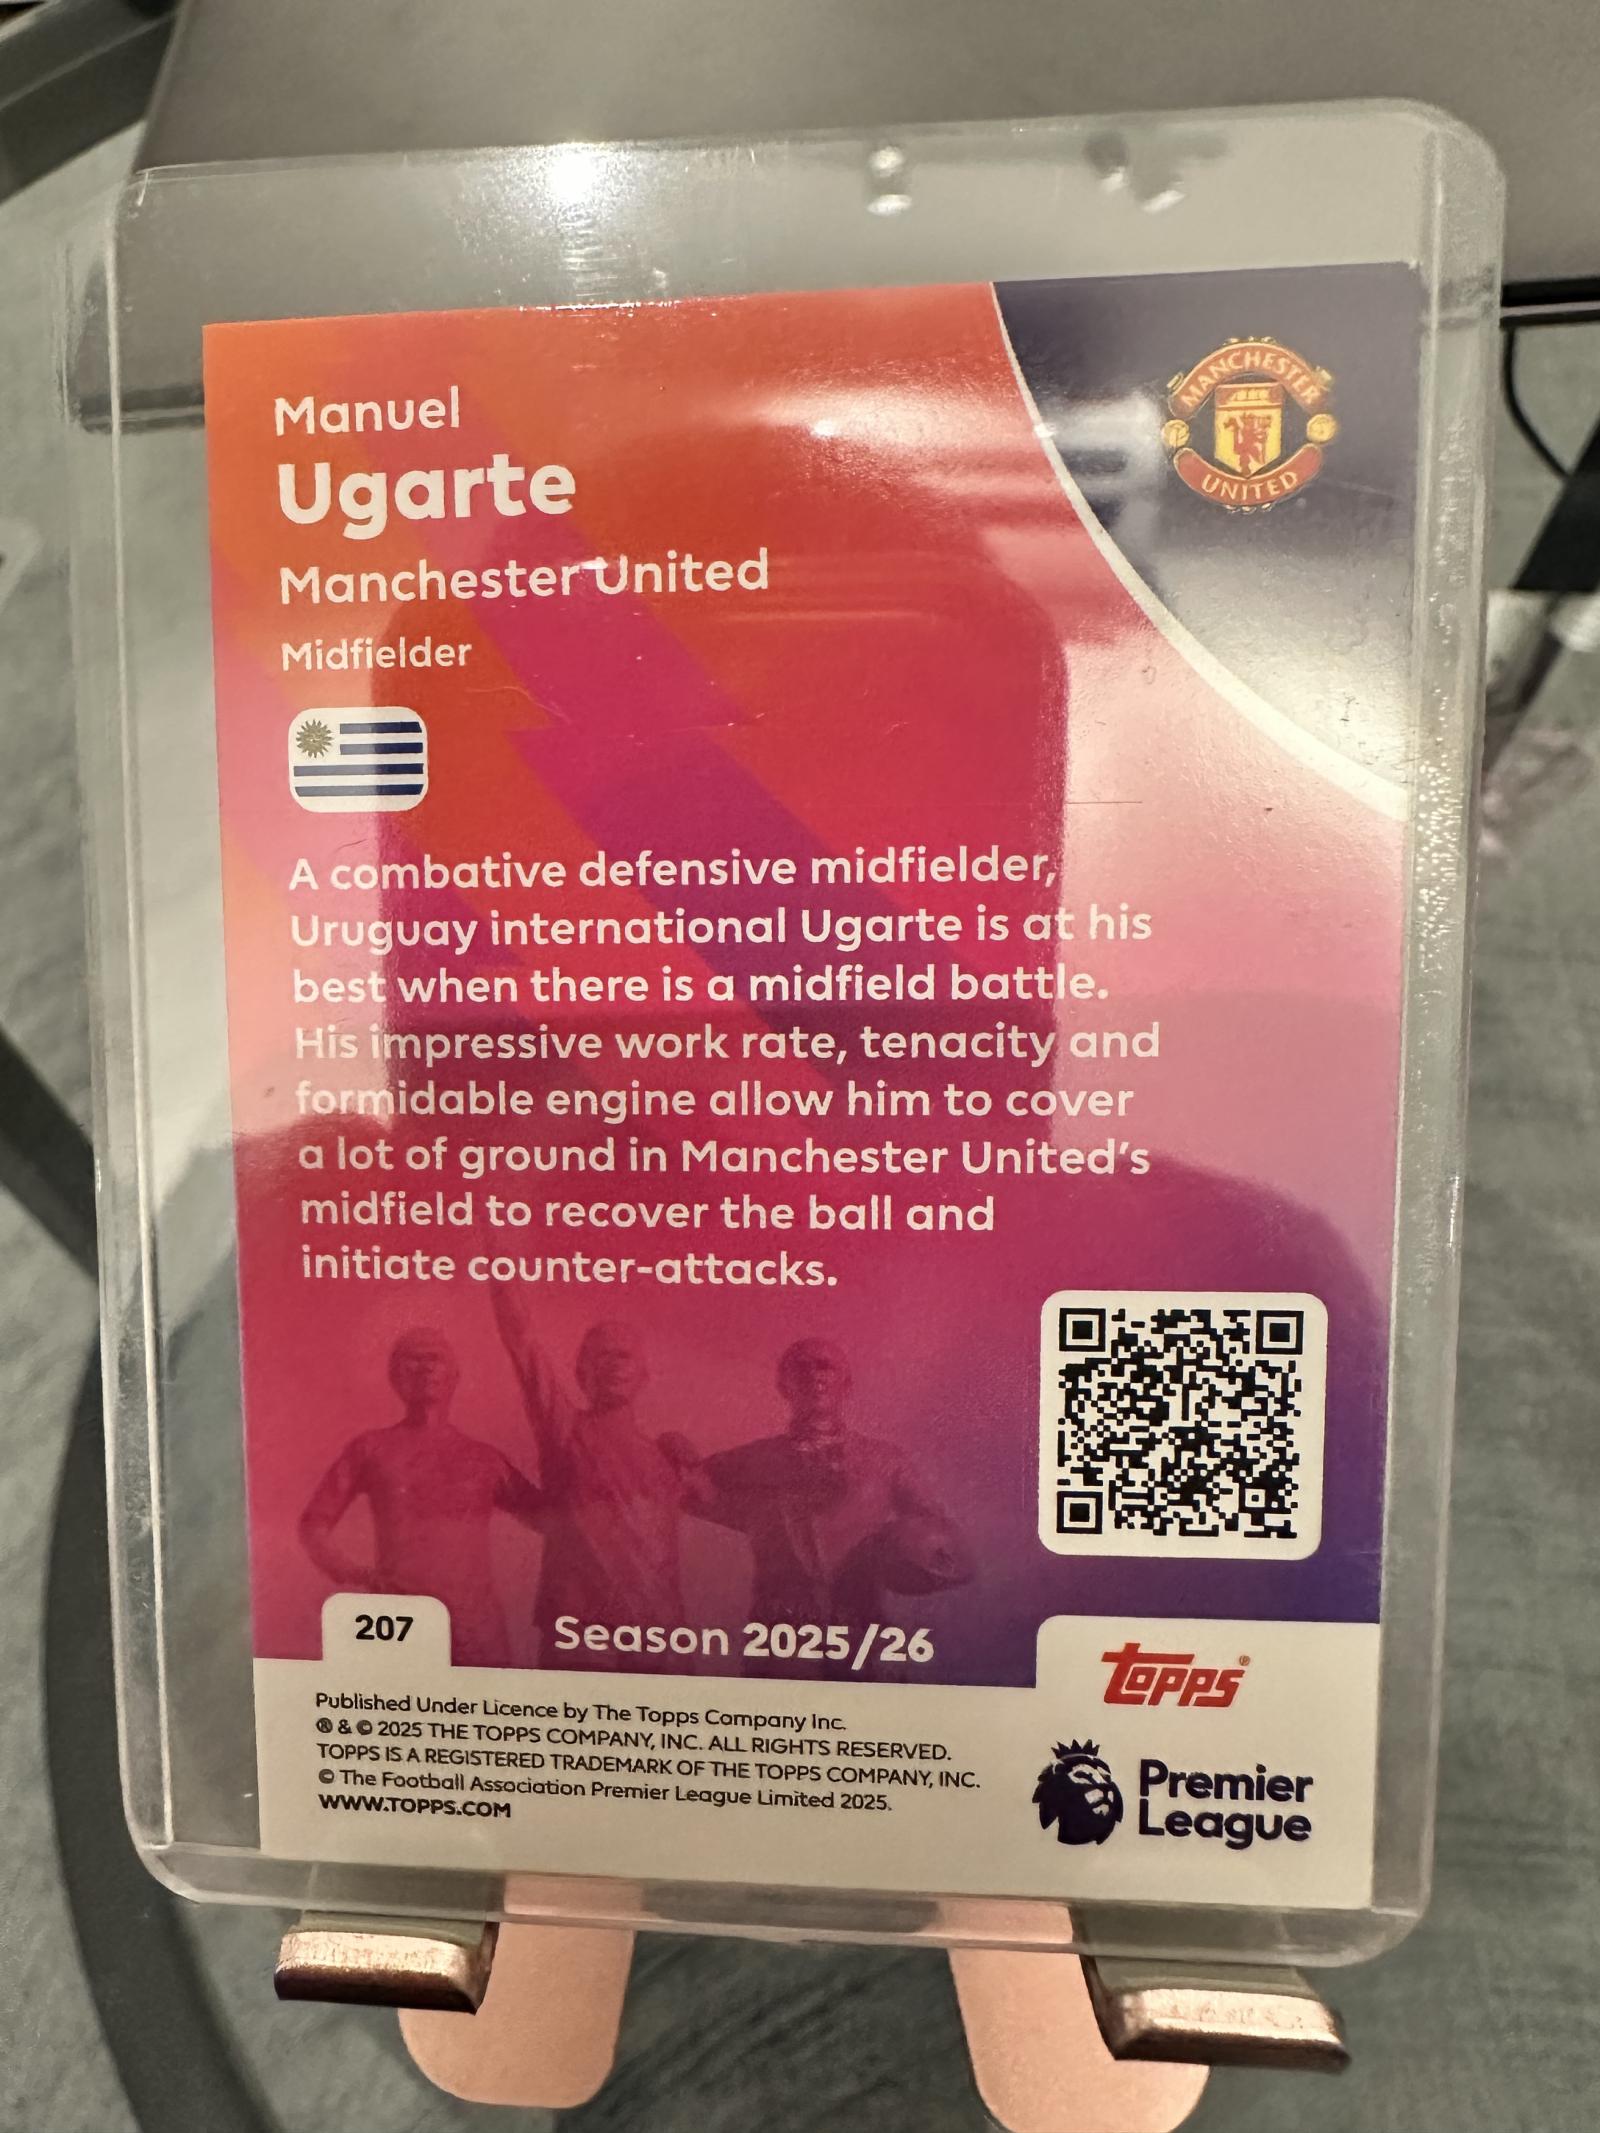 MANCHESTER
UNITED
Manuel
Ugarte
Manchester United
Midfielder
A combative defensive midfielder,
Uruguay international Ugarte is at his
best when there is a midfield battle.
His impressive work rate, tenacity and
formidable engine allow him to cover
a lot of ground in Manchester United's
midfield to recover the ball and
initiate counter-attacks.
207
Season 2025/26
topps®
Published Under Licence by The Topps Company Inc.
® & © 2025 THE TOPPS COMPANY, INC. ALL RIGHTS RESERVED.
TOPPS IS A REGISTERED TRADEMARK OF THE TOPPS COMPANY, INC.
© The Football Association Premier League Limited 2025.
WWW.TOPPS.COM
Premier
League